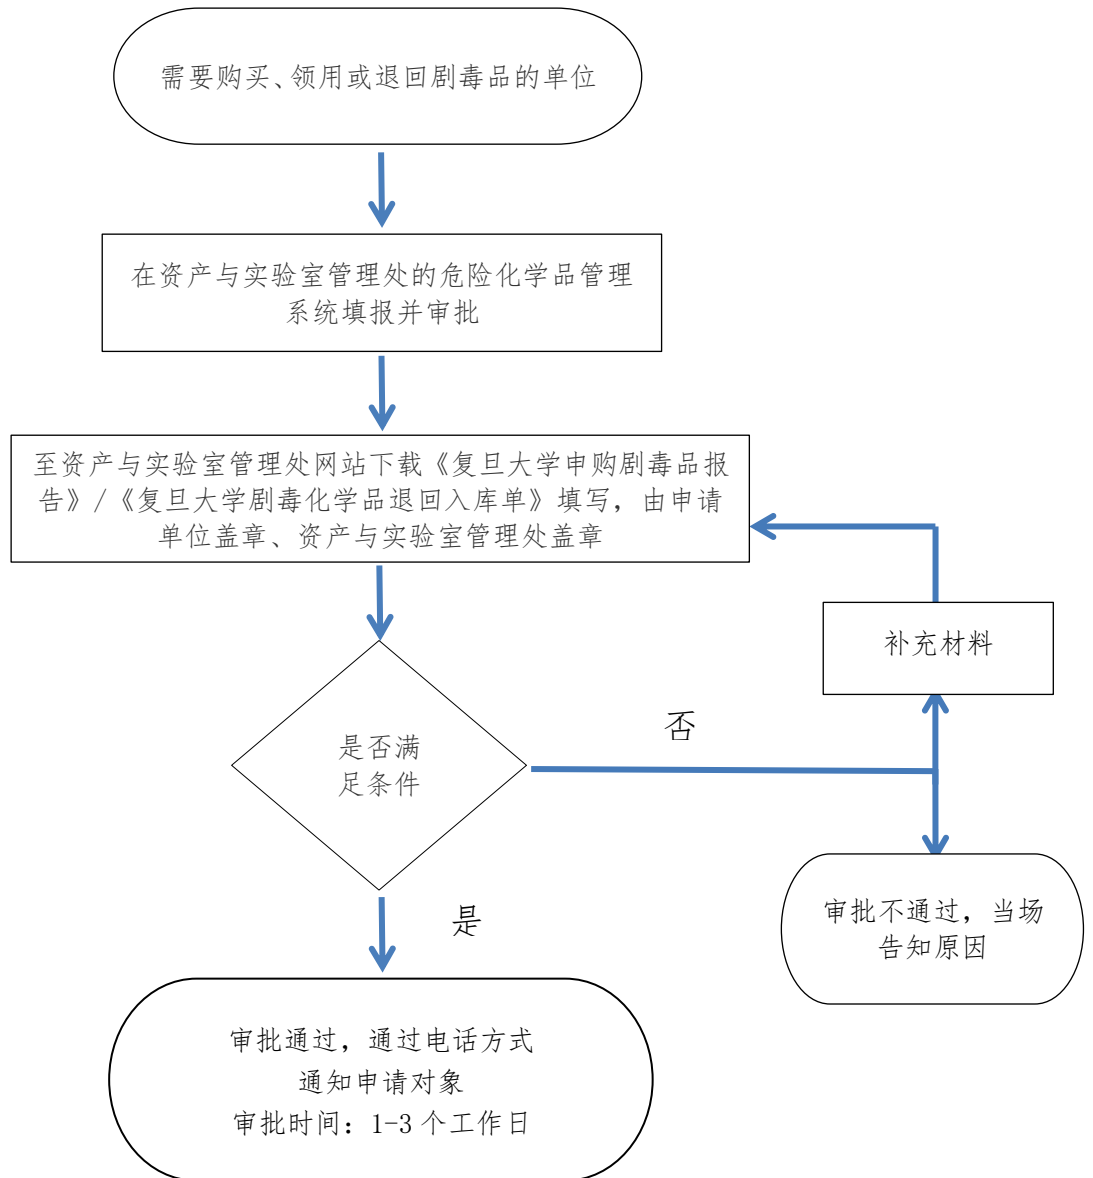 需要购买、领用或退回剧毒品的单位
在资产与实验室管理处的危险化学品管理
系统填报并审批
至资产与实验室管理处网站下载《复旦大学申购剧毒品报
告》/《复旦大学剧毒化学品退回入库单》填写，由申请
单位盖章、资产与实验室管理处盖章
补充材料
否
是否满
足条件
审批不通过，当场
告知原因
是
审批通过，通过电话方式
通知申请对象
审批时间：1-3个工作日